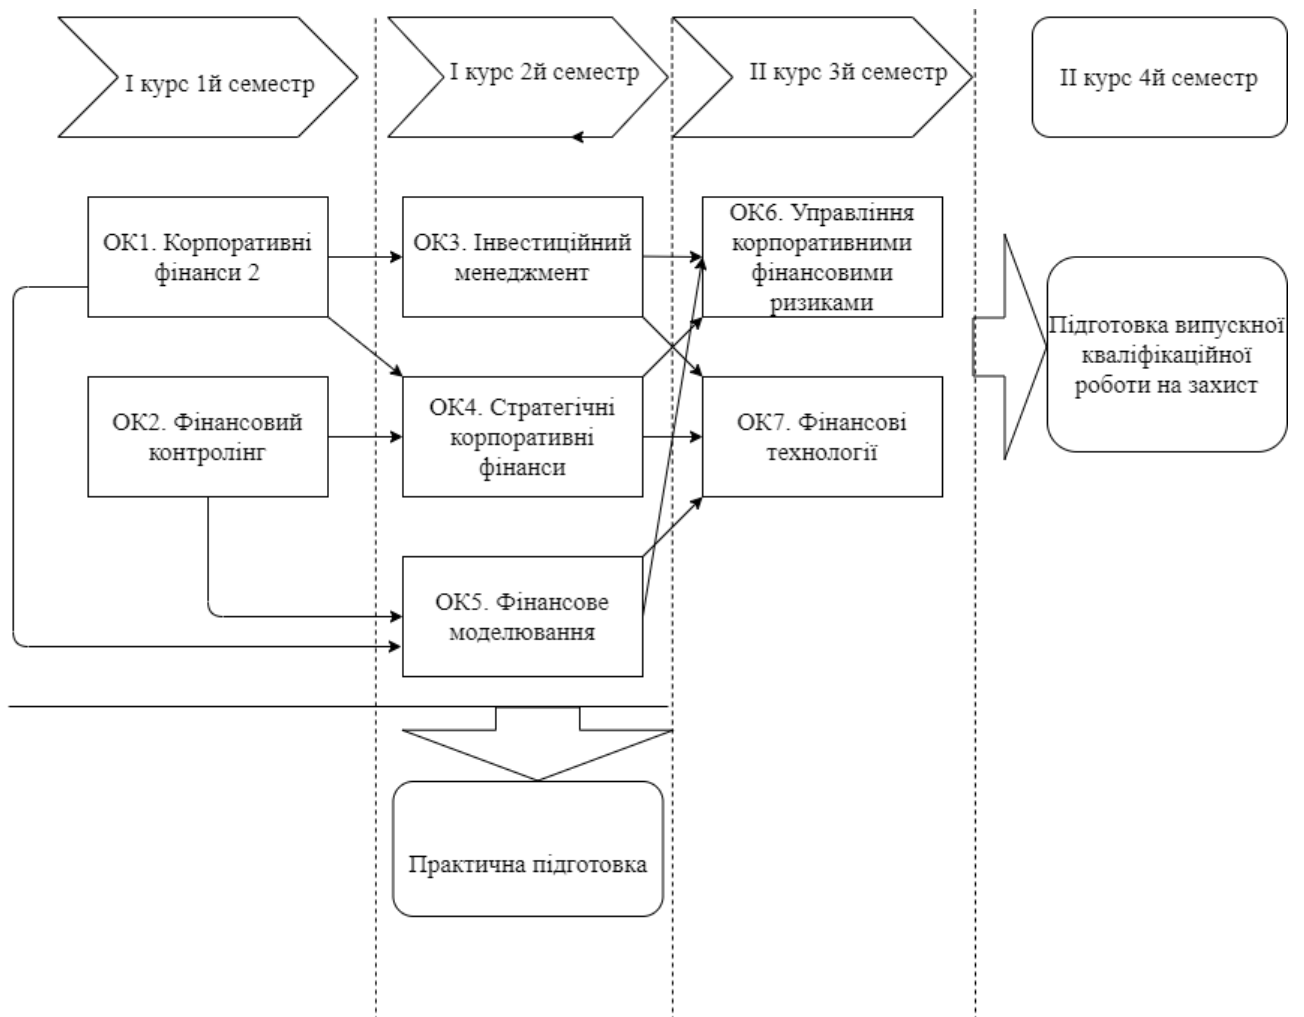 І курс 1й семестр
І курс 2й семестр
ІІ курс 3й семестр
ІІ курс 4й семестр
ОК1. Корпоративні
фінанси 2
ОК3. Інвестиційний
менеджмент
ОК6. Управління
корпоративними
фінансовими
ризиками
Підготовка випускної
кваліфікаційної
роботи на захист
ОК2. Фінансовий
контролінг
ОК4. Стратегічні
корпоративні
фінанси
ОК7. Фінансові
технології
ОК5. Фінансове
моделювання
Практична підготовка